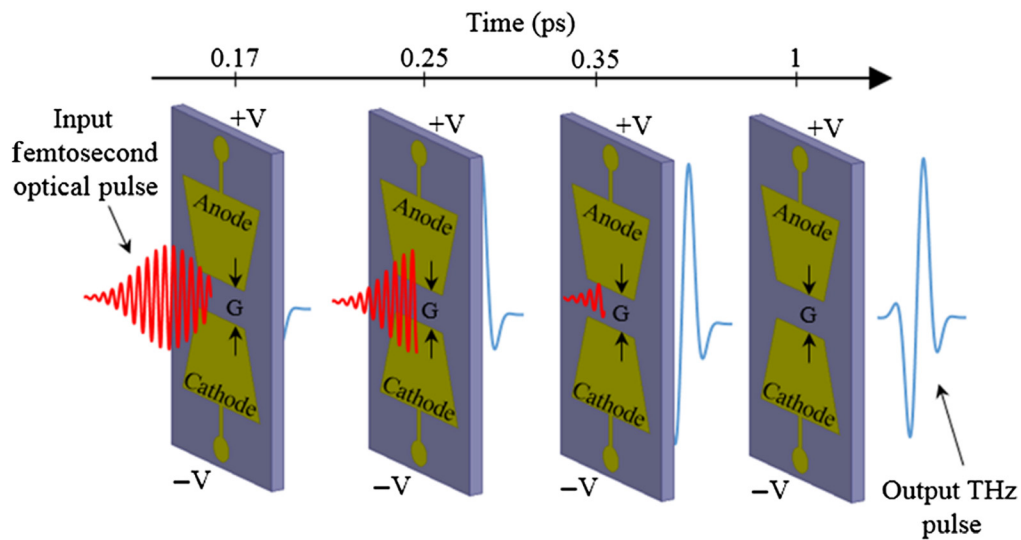 Time (ps)
0.17
0.25
0.35
1
Input
femtosecond
optical pulse
+V
+V
+V
+V
Anode
Anode
Anode
Anode
G
G
G
G
Cathode
Cathode
Cathode
Cathode
−V
−V
−V
−V
Output THz
pulse